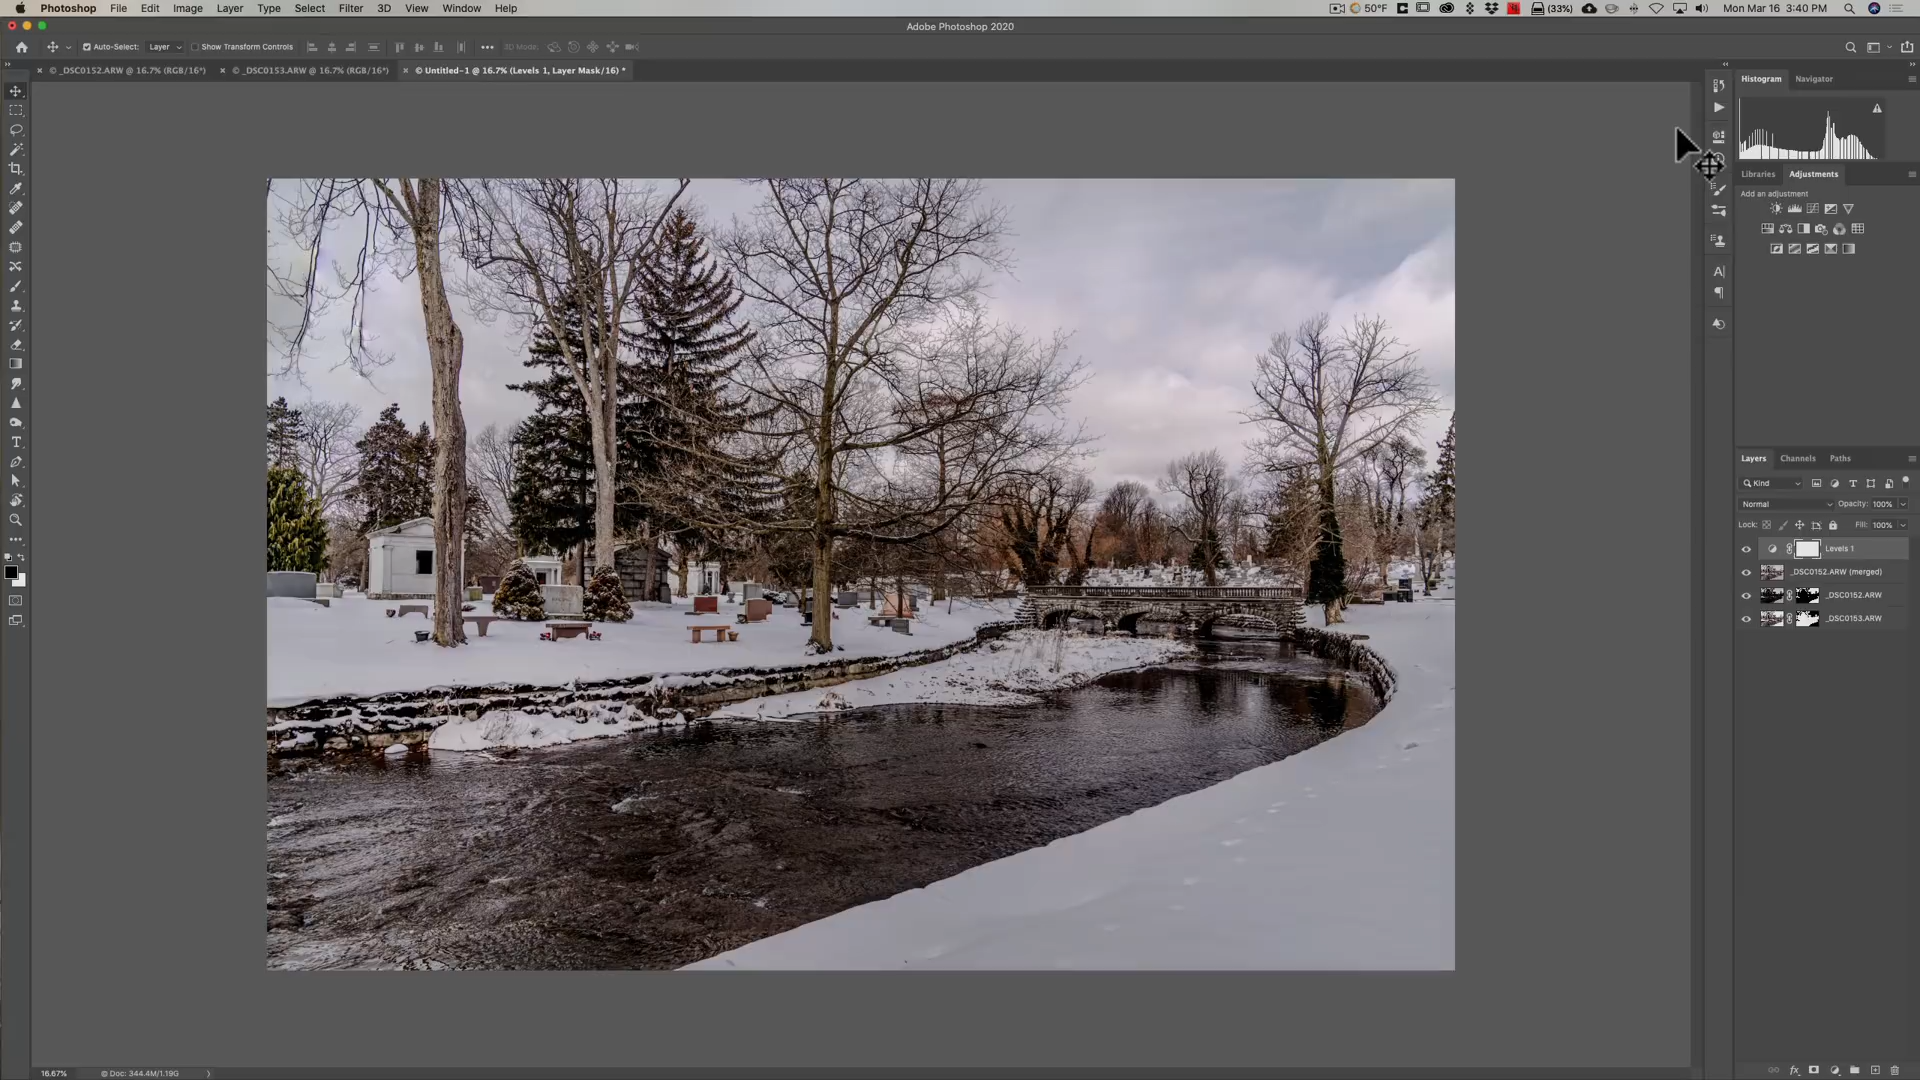 Photoshop File Edit Image Layer Type Select Filter 3D View Window Help
50°F
(33%)
Mon Mar 16 3:40 PM
Adobe Photoshop 2020
Auto-Select: Layer Show Transform Controls
3D Mode:
© _DSC0152.ARW @ 16.7% (RGB/16*)
© _DSC0153.ARW @ 16.7% (RGB/16*)
© Untitled-1 @ 16.7% (Levels 1, Layer Mask/16) *
Histogram Navigator
Libraries Adjustments
Add an adjustment
Layers Channels Paths
Kind
Normal Opacity: 100%
Lock: Fill: 100%
Levels 1
_DSC0152.ARW (merged)
_DSC0152.ARW
_DSC0153.ARW
16.67% Doc: 344.4M/1.19G